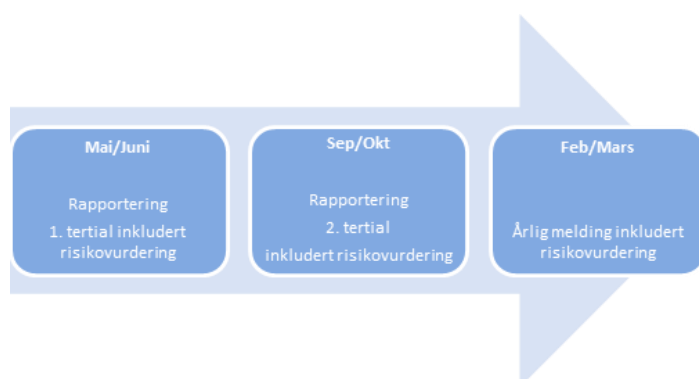 Mai/Juni
Rapportering
1. tertial inkludert
risikovurdering
Sep/Okt
Rapportering
2. tertial
inkludert risikovurdering
Feb/Mars
Årlig melding inkludert
risikovurdering